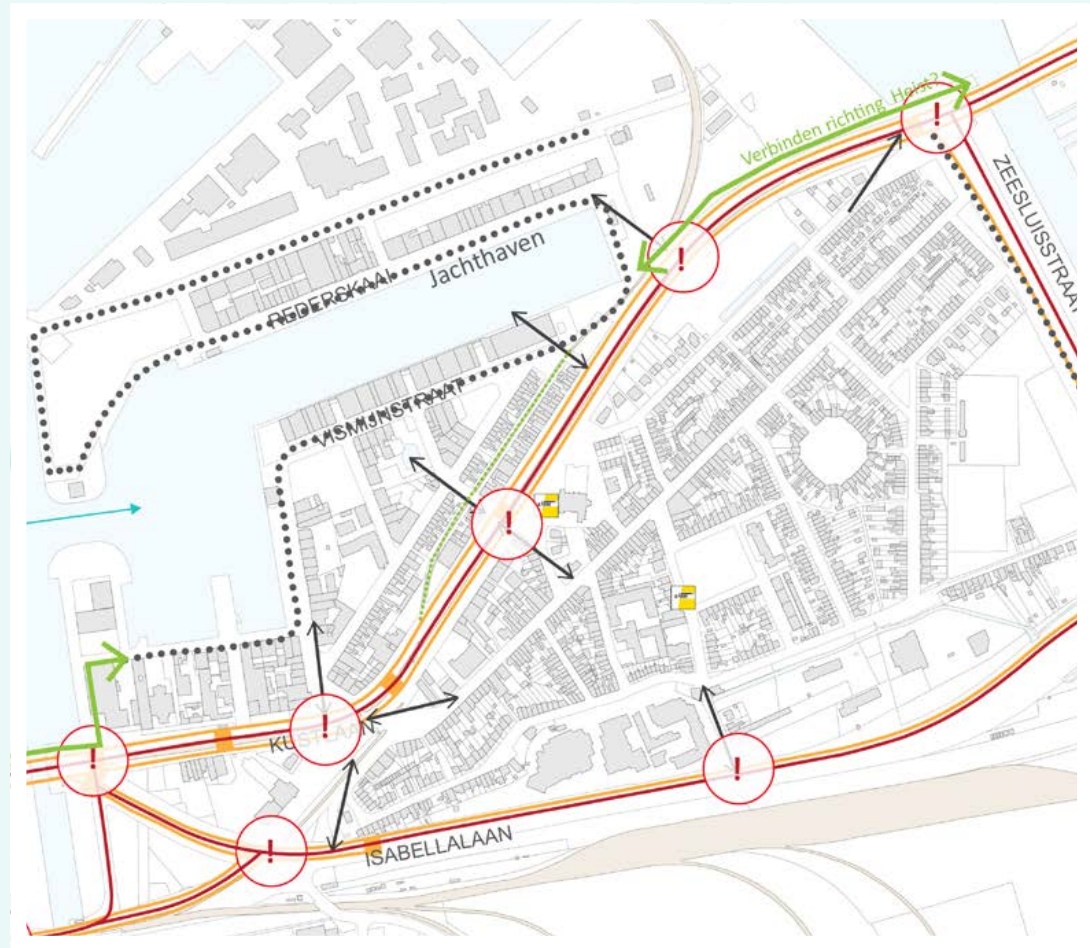 Verbinden richting Heist?
!
ZEESLUISSTRAAT
!
Jachthaven
REDERSKAAI
VISMIJNSTRAAT
!
!
KUSTLAAN
!
!
!
ISABELLALAAN